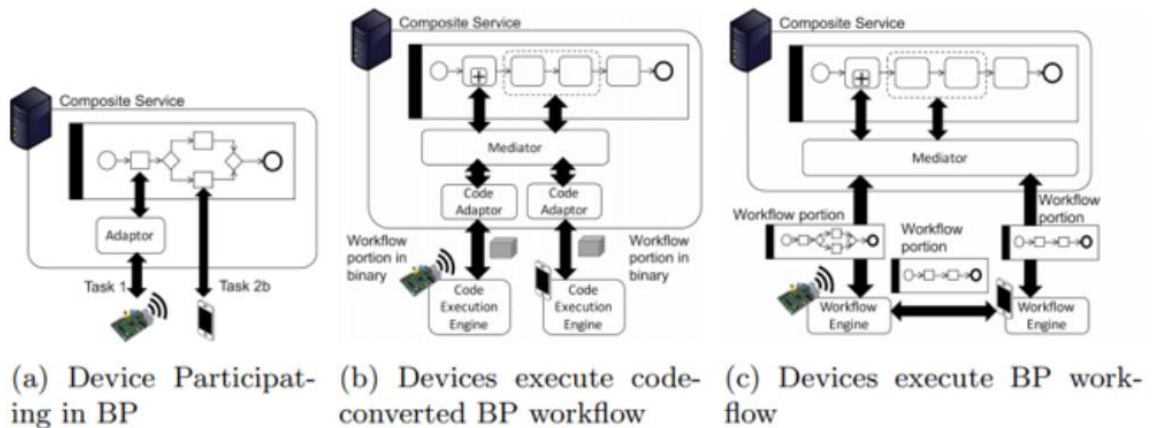 Composite Service
Adaptor
Task 1
Task 2b
(a) Device Participat-
ing in BP
Composite Service
Mediator
Code
Adaptor
Code
Adaptor
Workflow
portion in
binary
Workflow
portion in
binary
Code
Execution
Engine
Code
Execution
Engine
(b) Devices execute code-
converted BP workflow
Composite Service
Mediator
Workflow portion
Workflow
portion
Workflow
portion
Workflow
Engine
Workflow
Engine
(c) Devices execute BP work-
flow